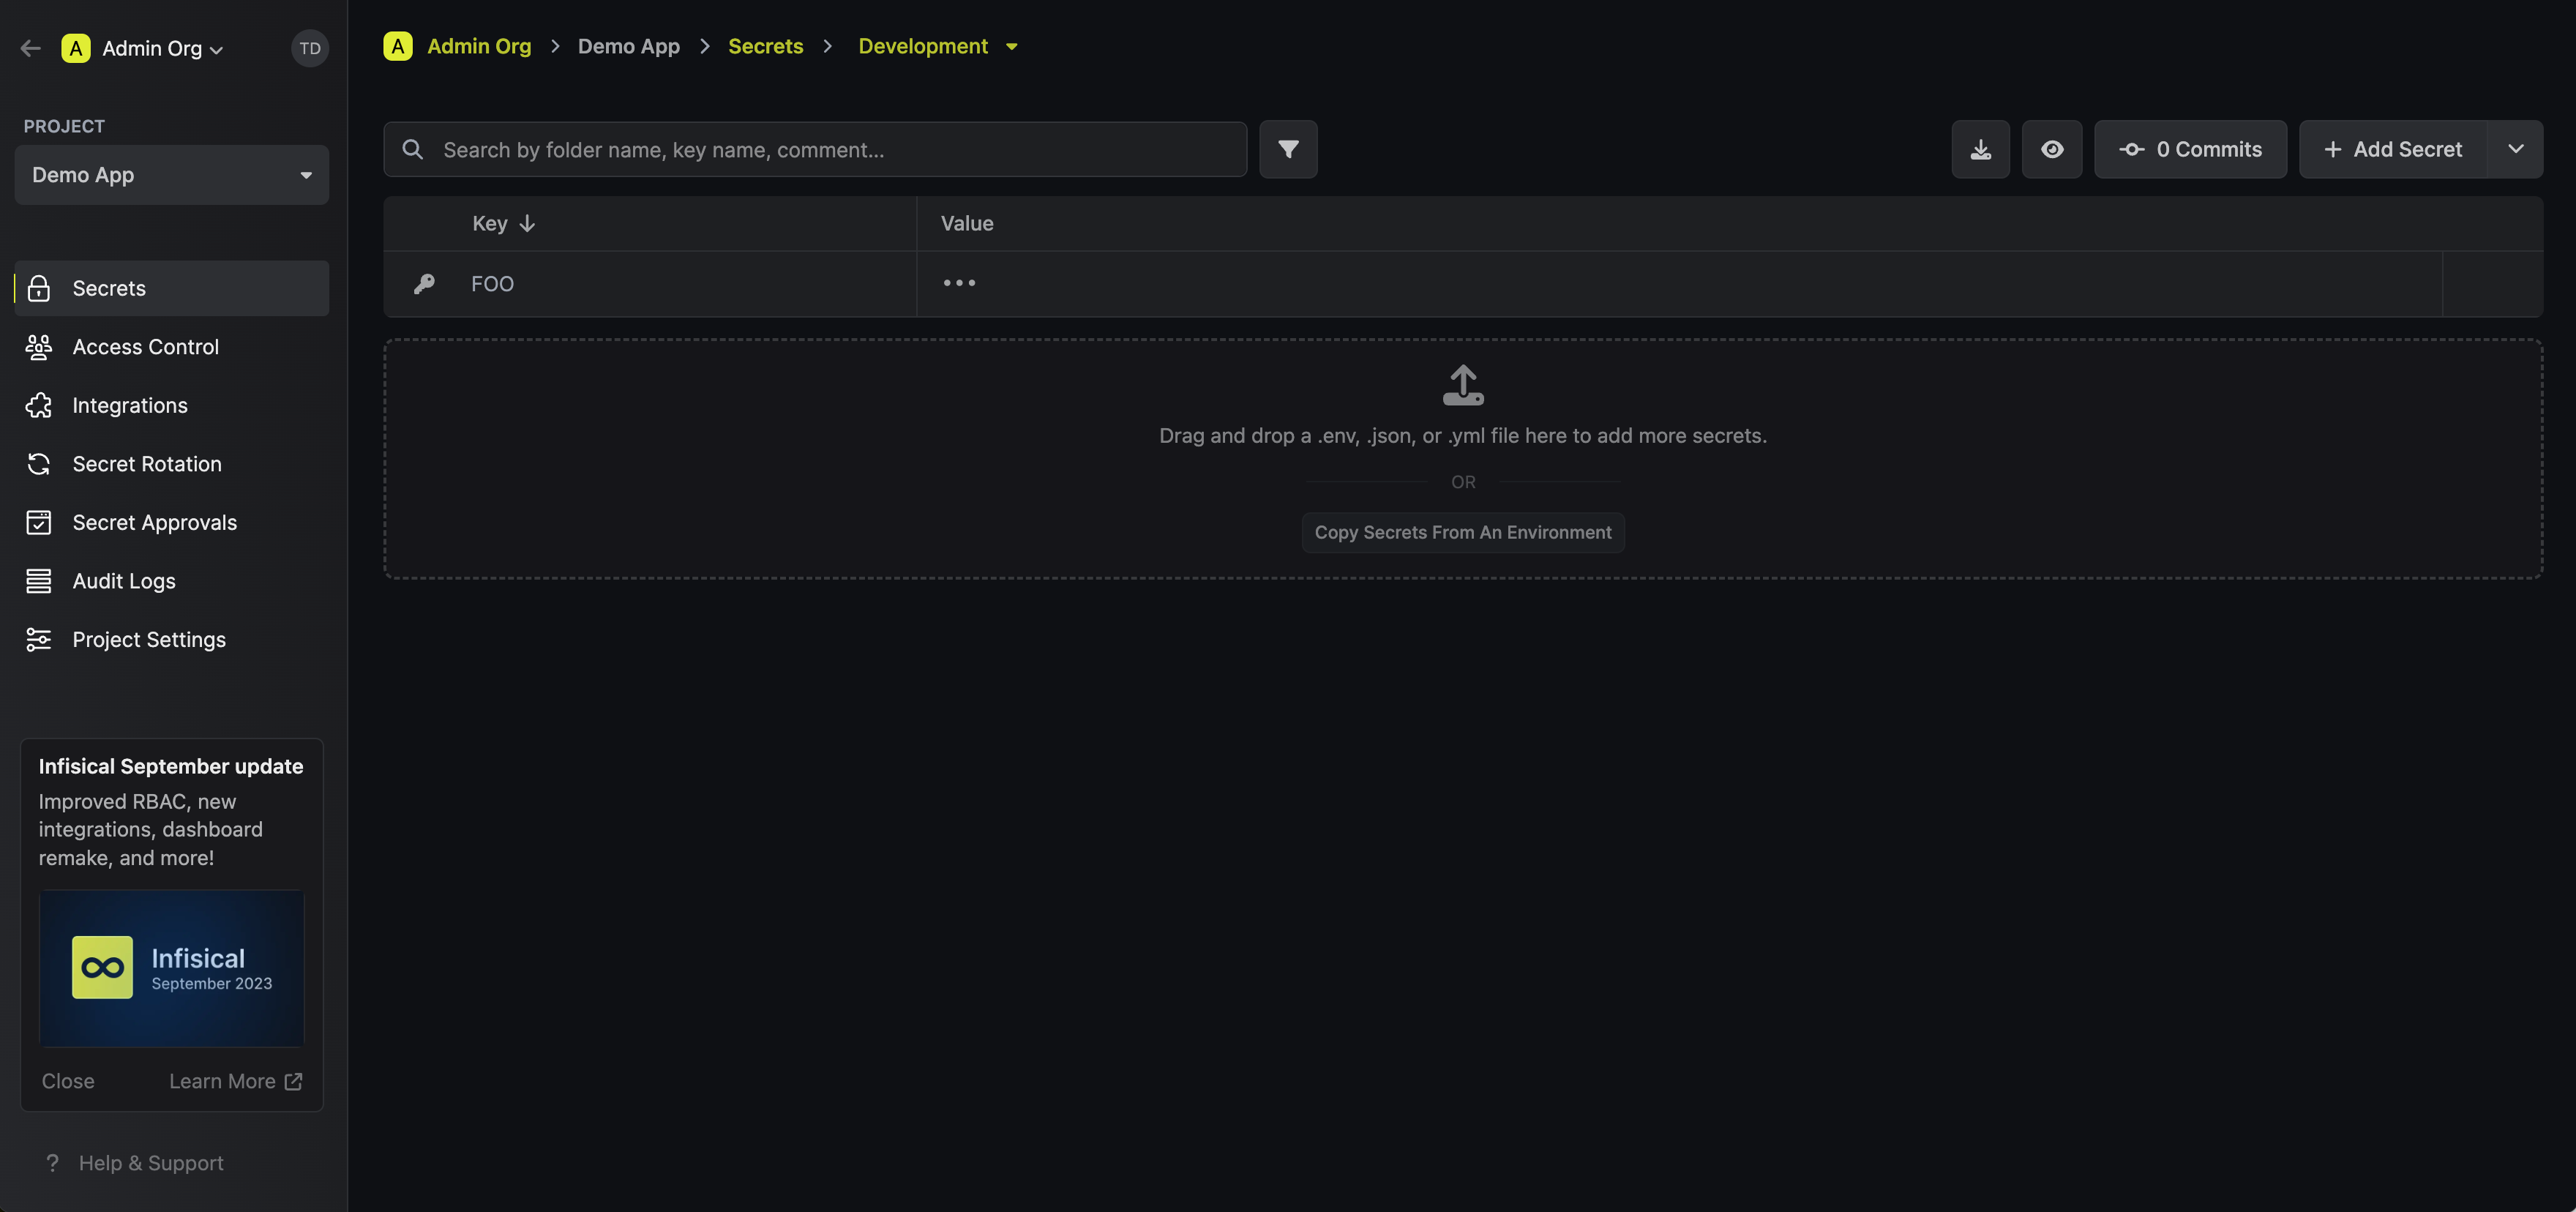 A Admin Org
TD
PROJECT
Demo App
Secrets
Access Control
Integrations
Secret Rotation
Secret Approvals
Audit Logs
Project Settings
Infisical September update
Improved RBAC, new
integrations, dashboard
remake, and more!
Infisical
September 2023
Close Learn More
? Help & Support
A Admin Org > Demo App > Secrets > Development
Search by folder name, key name, comment...
0 Commits
+ Add Secret
Key ↓ Value
FOO •••
Drag and drop a .env, .json, or .yml file here to add more secrets.
OR
Copy Secrets From An Environment